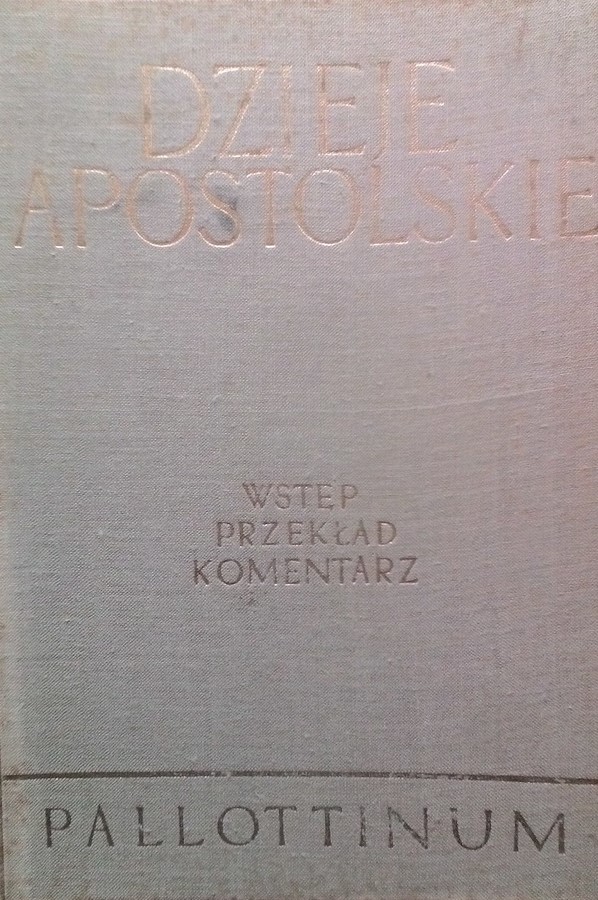 DZIEJE
APOSTOLSKIE
WSTĘP
PRZEKŁAD
KOMENTARZ
PALLOTTINUM